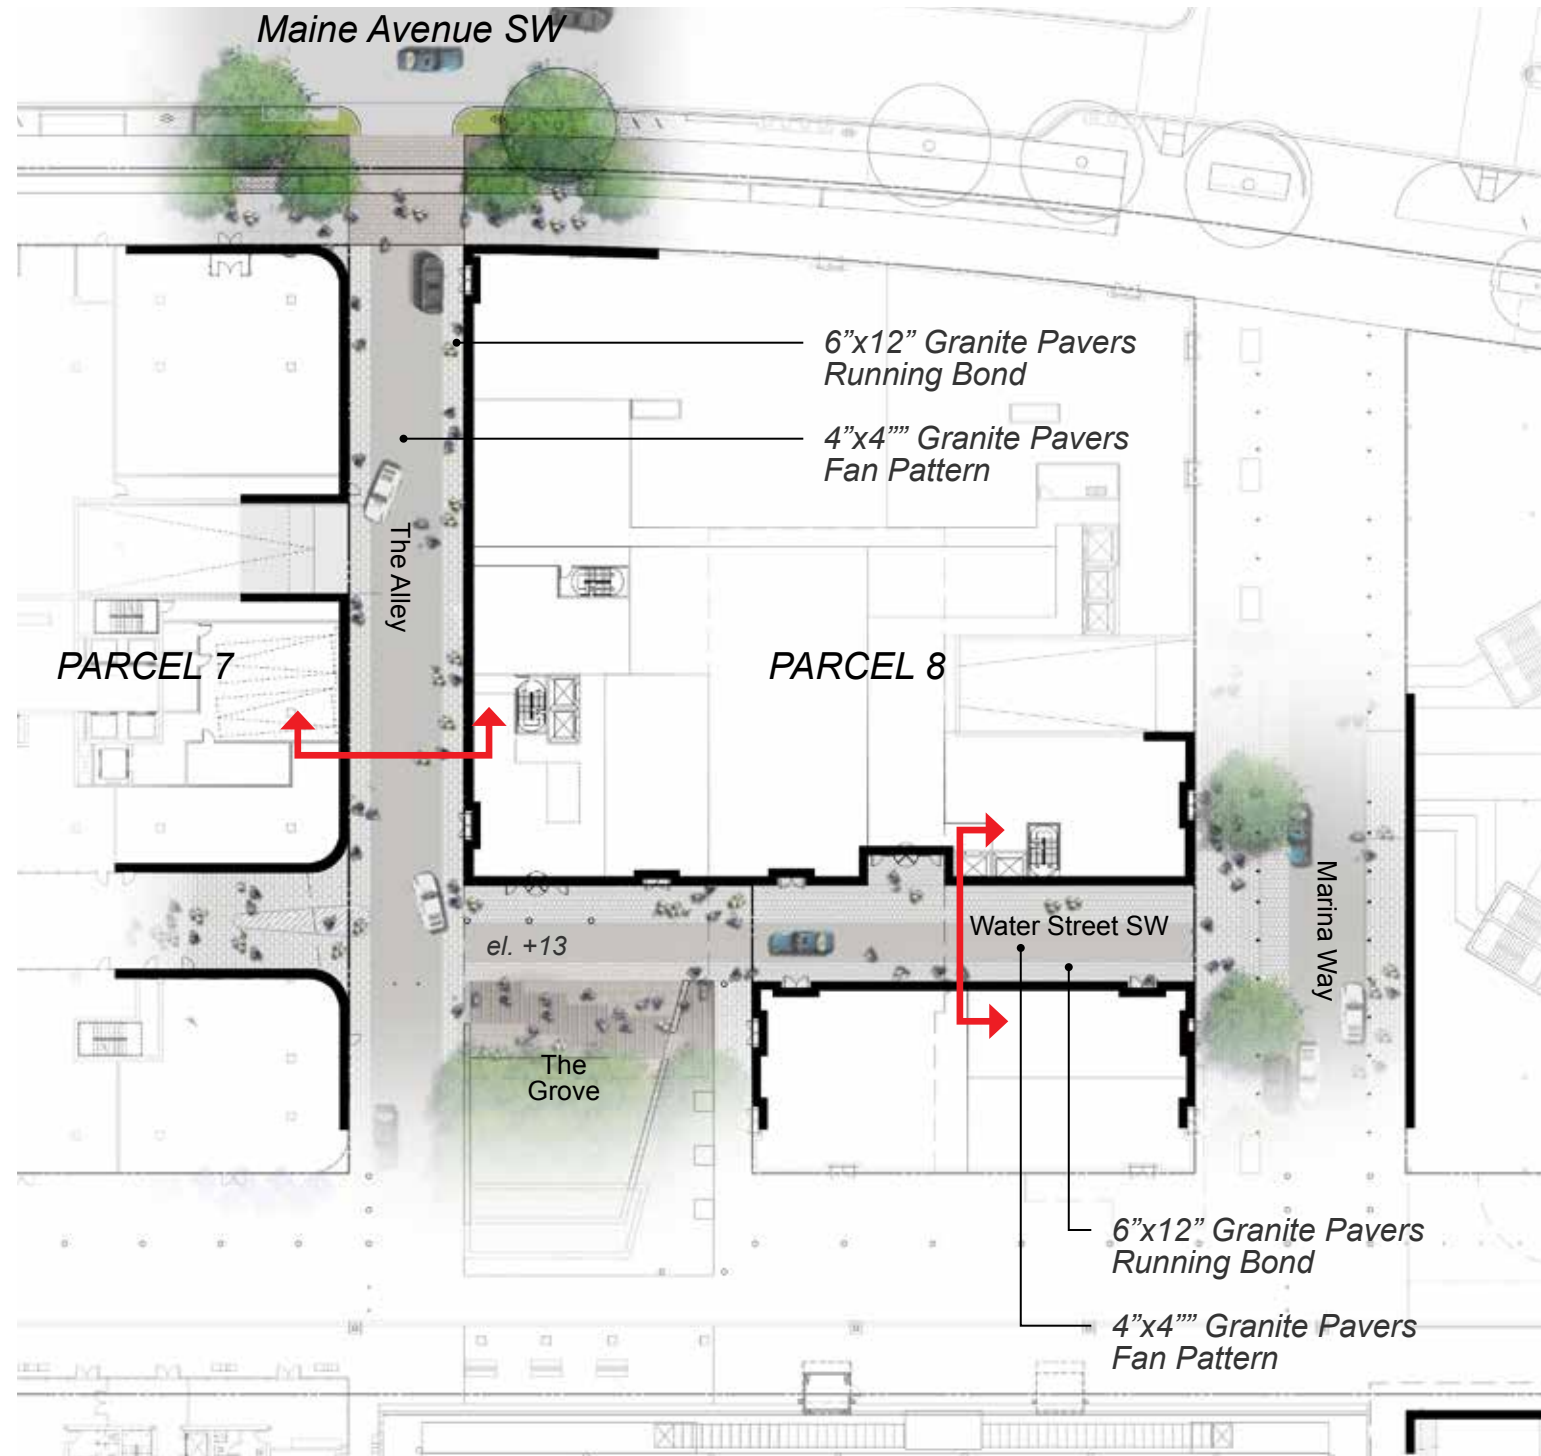 Maine Avenue SW
6”x12” Granite Pavers
Running Bond
4”x4”” Granite Pavers
Fan Pattern
The Alley
PARCEL 7
PARCEL 8
Water Street SW
el. +13
Marina Way
The
Grove
6”x12” Granite Pavers
Running Bond
4”x4”” Granite Pavers
Fan Pattern